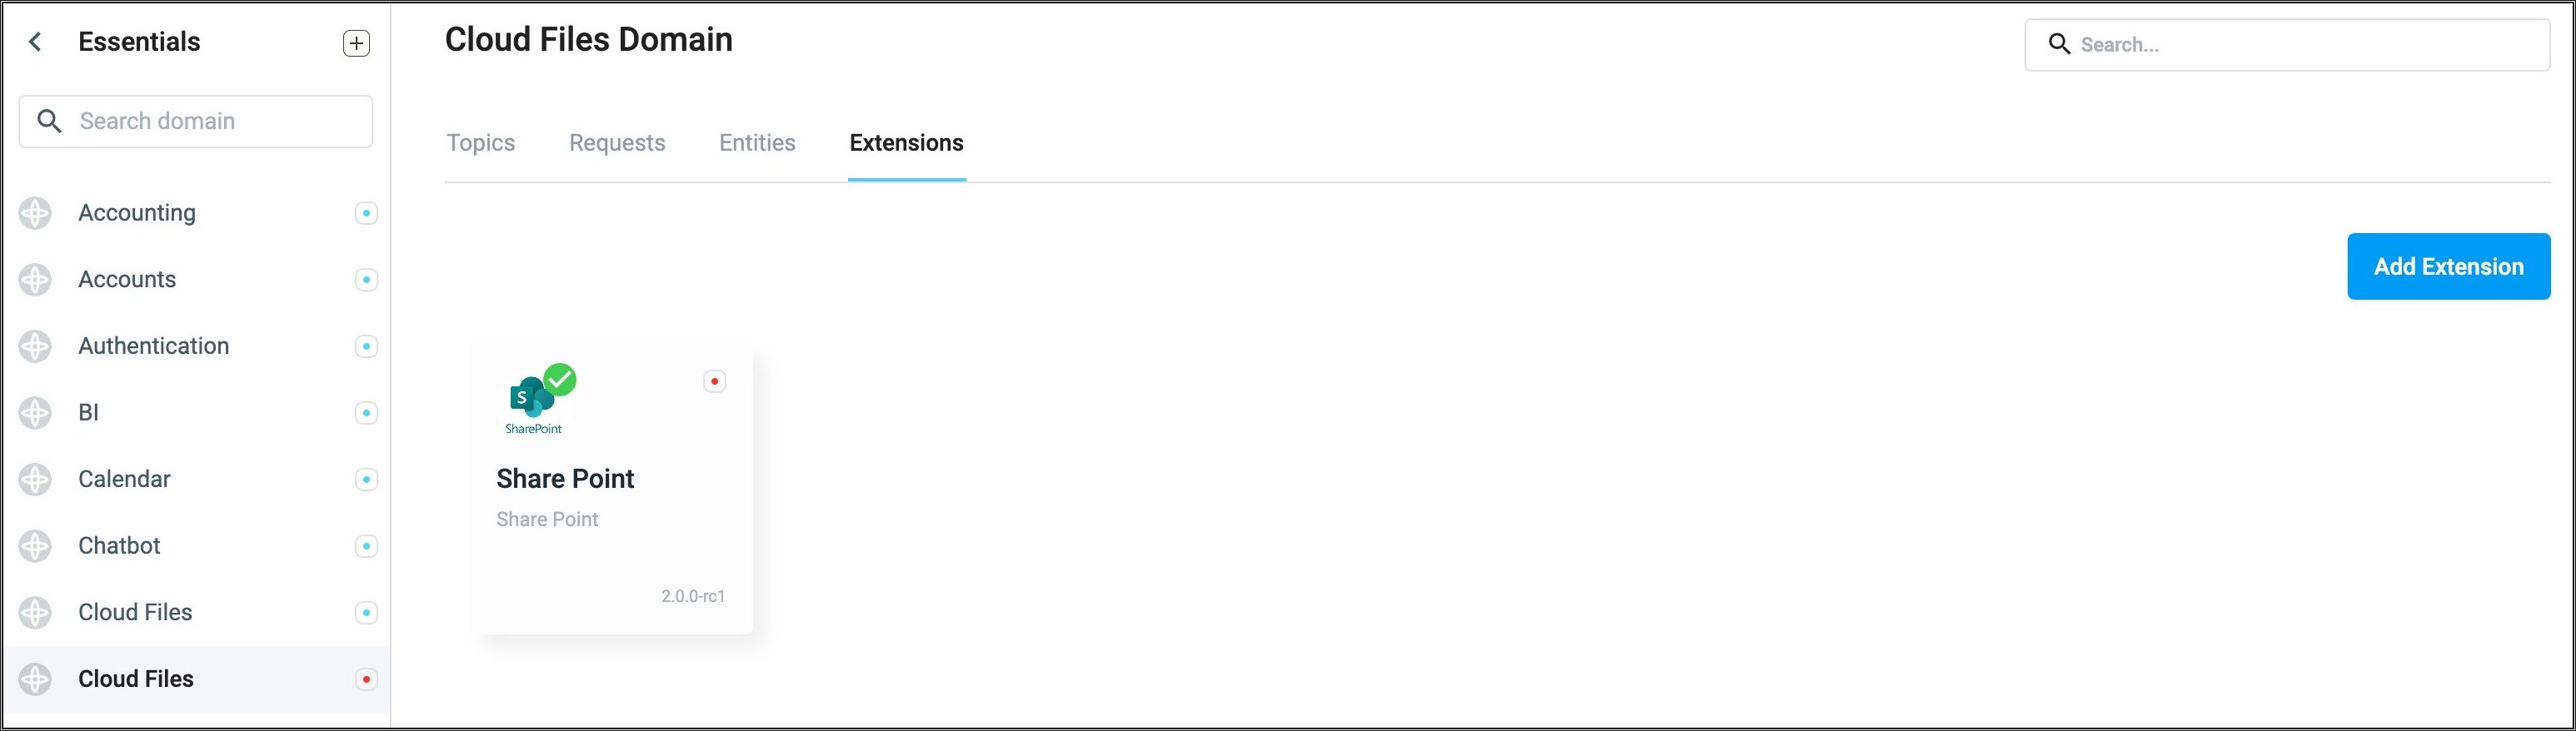 Essentials
Search domain
Accounting
Accounts
Authentication
BI
Calendar
Chatbot
Cloud Files
Cloud Files
Cloud Files Domain
Search...
Topics
Requests
Entities
Extensions
Add Extension
S
SharePoint
Share Point
Share Point
2.0.0-rc1